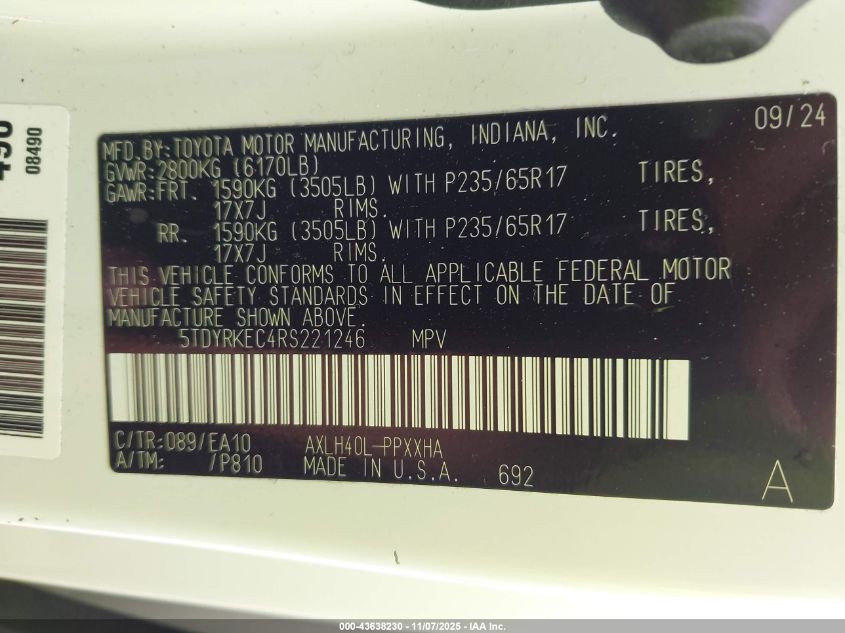 490
08490
09/24
MFD.BY:TOYOTA MOTOR MANUFACTURING, INDIANA, INC.
GVWR:2800KG (6170LB)
GAWR:FRT. 1590KG (3505LB) WITH P235/65R17 TIRES,
17X7J RIMS.
RR. 1590KG (3505LB) WITH P235/65R17 TIRES,
17X7J RIMS.
THIS VEHICLE CONFORMS TO ALL APPLICABLE FEDERAL MOTOR
VEHICLE SAFETY STANDARDS IN EFFECT ON THE DATE OF
MANUFACTURE SHOWN ABOVE.
5TDYRKEC4RS221246 MPV
C/TR:089/EA10 AXLH40L-PPXXHA
A/TM: /P810 MADE IN U.S.A. 692
A
000-43638230 - 11/07/2025 - IAA Inc.